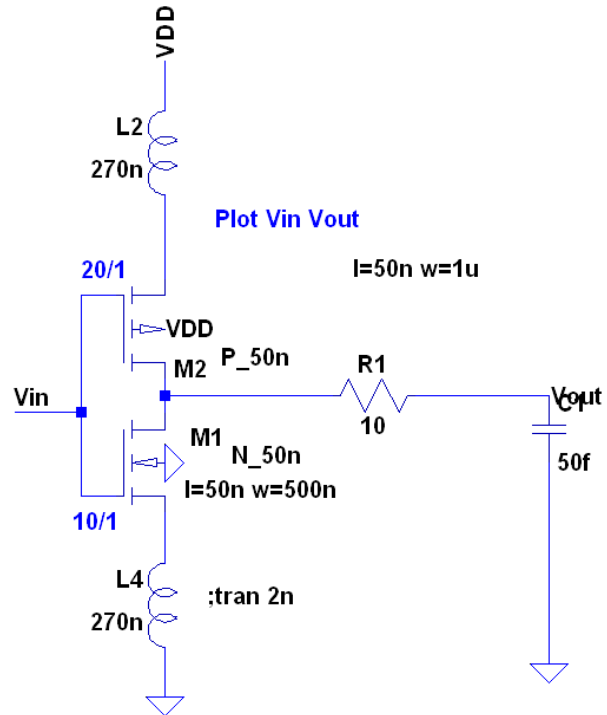 VDD
L2
270n
Plot Vin Vout
l=50n w=1u
20/1
VDD
P_50n
M2
R1
Vin
Vout
C1
10
M1
N_50n
50f
l=50n w=500n
10/1
L4
;tran 2n
270n